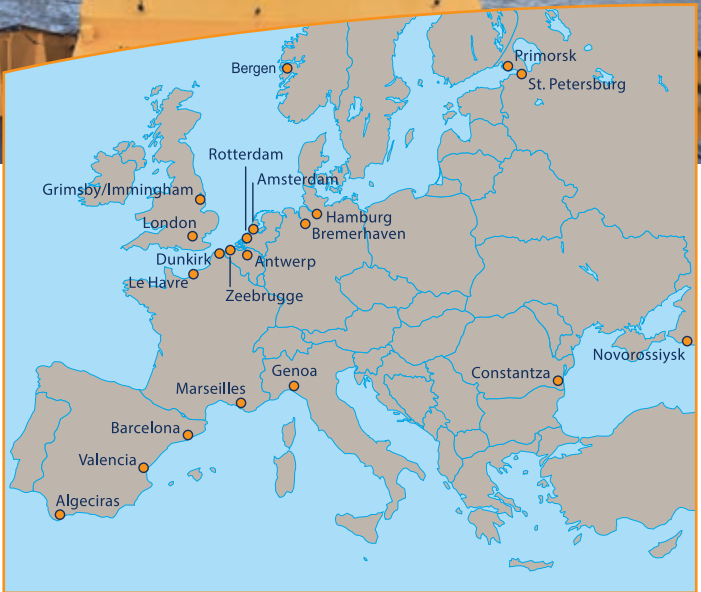 Primorsk
Bergen
St. Petersburg
Rotterdam
Amsterdam
Grimsby/Immingham
Hamburg
London
Bremerhaven
Dunkirk
Antwerp
Le Havre
Zeebrugge
Novorossiysk
Genoa
Constantza
Marseilles
Barcelona
Valencia
Algeciras